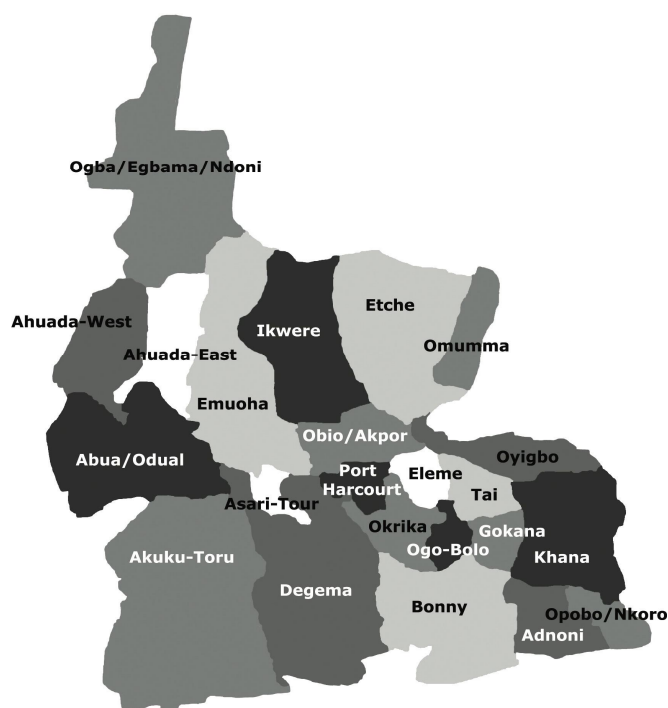 Ogba/Egbama/Ndoni
Etche
Ahuada-West
Ikwere
Omumma
Ahuada-East
Emuoha
Obio/Akpor
Abua/Odual
Oyigbo
Port
Harcourt
Eleme
Tai
Asari-Tour
Okrika
Gokana
Ogo-Bolo
Khana
Akuku-Toru
Degema
Bonny
Opobo/Nkoro
Adnoni